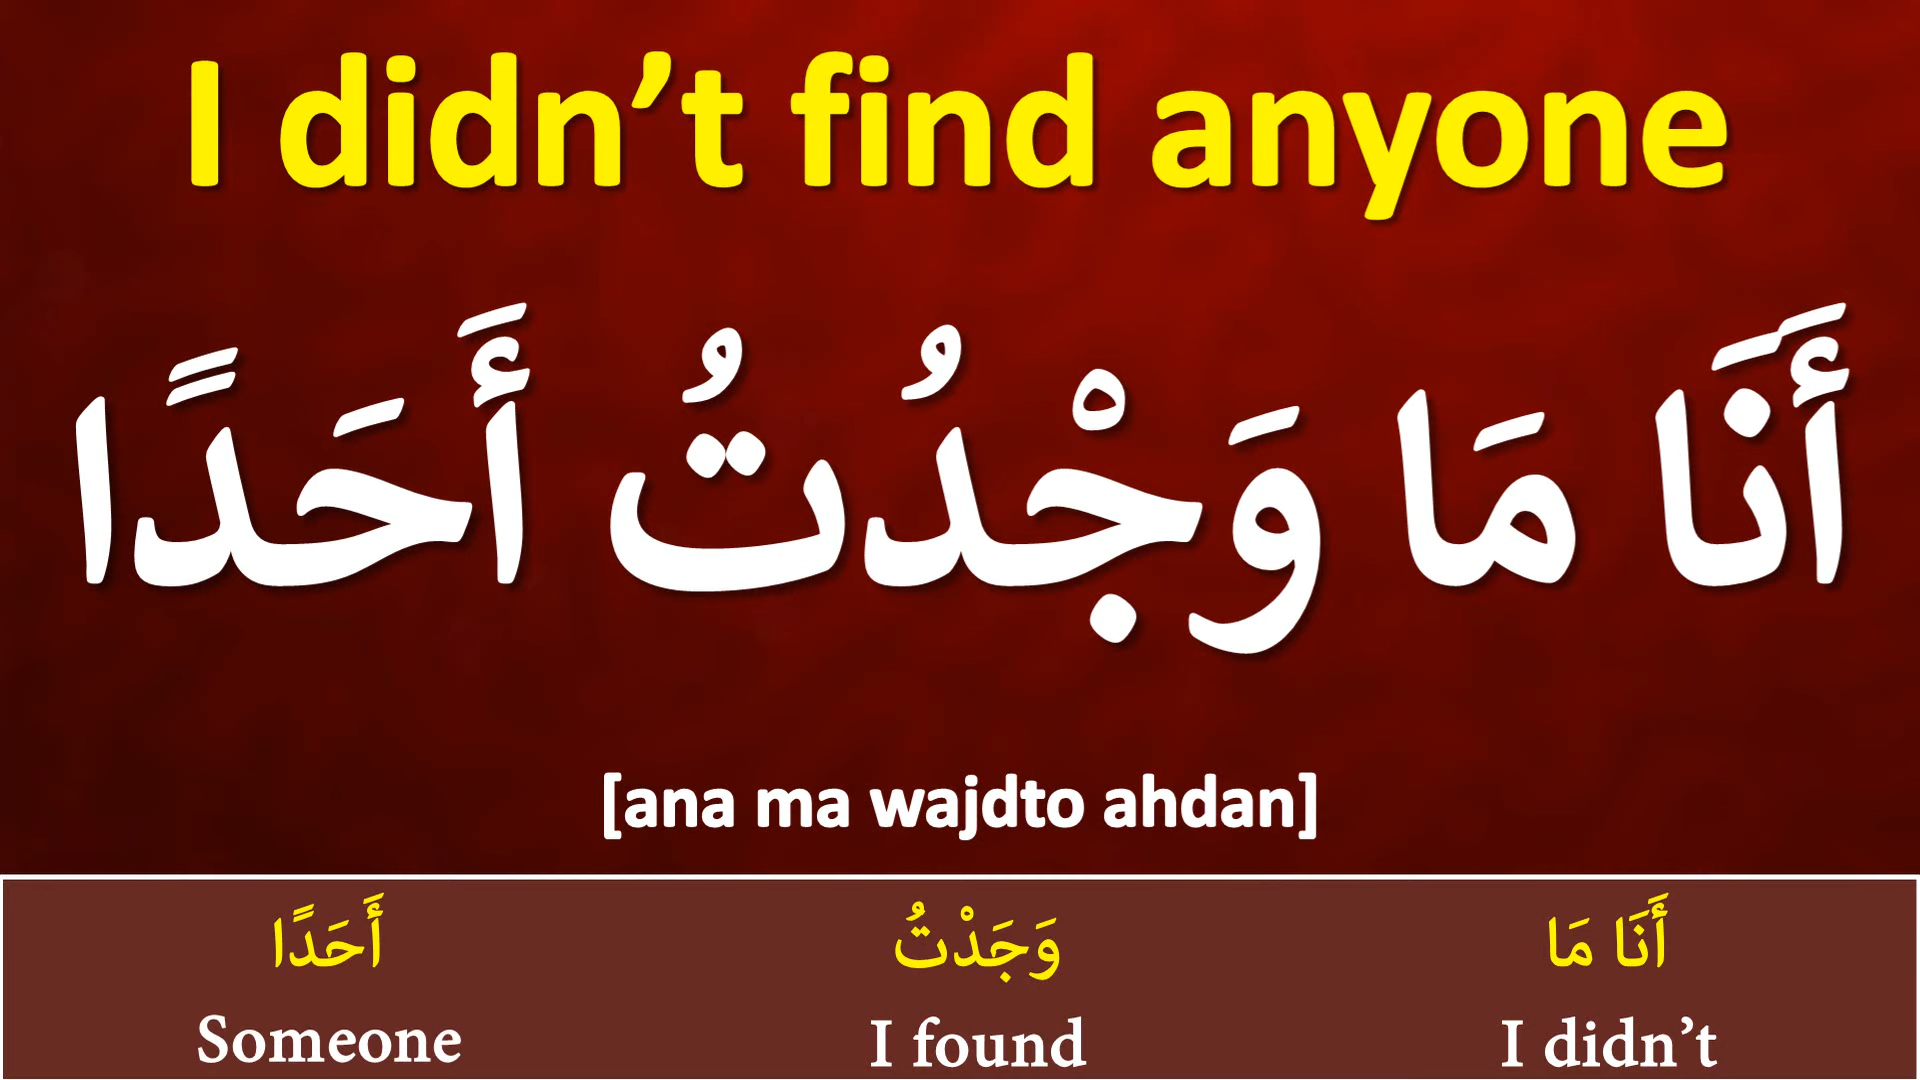 I didn’t find anyone
أَنَا مَا وَجْدُتُ أَحَدًا
[ana ma wajdto ahdan]
أَنَا مَا وَجَدْتُ أَحَدًا
I didn’t I found Someone